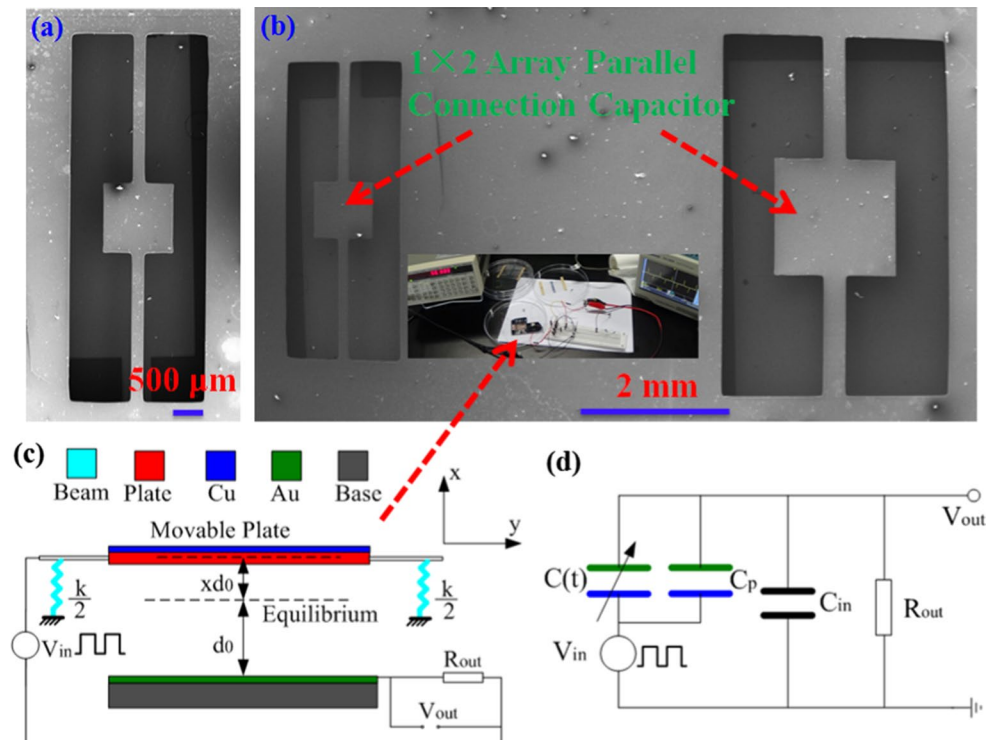 (a)
500 μm
(b)
1×2 Array Parallel
Connection Capacitor
2 mm
(c)
Beam Plate Cu Au Base
x
y
Movable Plate
k/2
xd0
k/2
Equilibrium
Vin
d0
Rout
Vout
(d)
Vout
C(t)
Cp
Cin
Rout
Vin